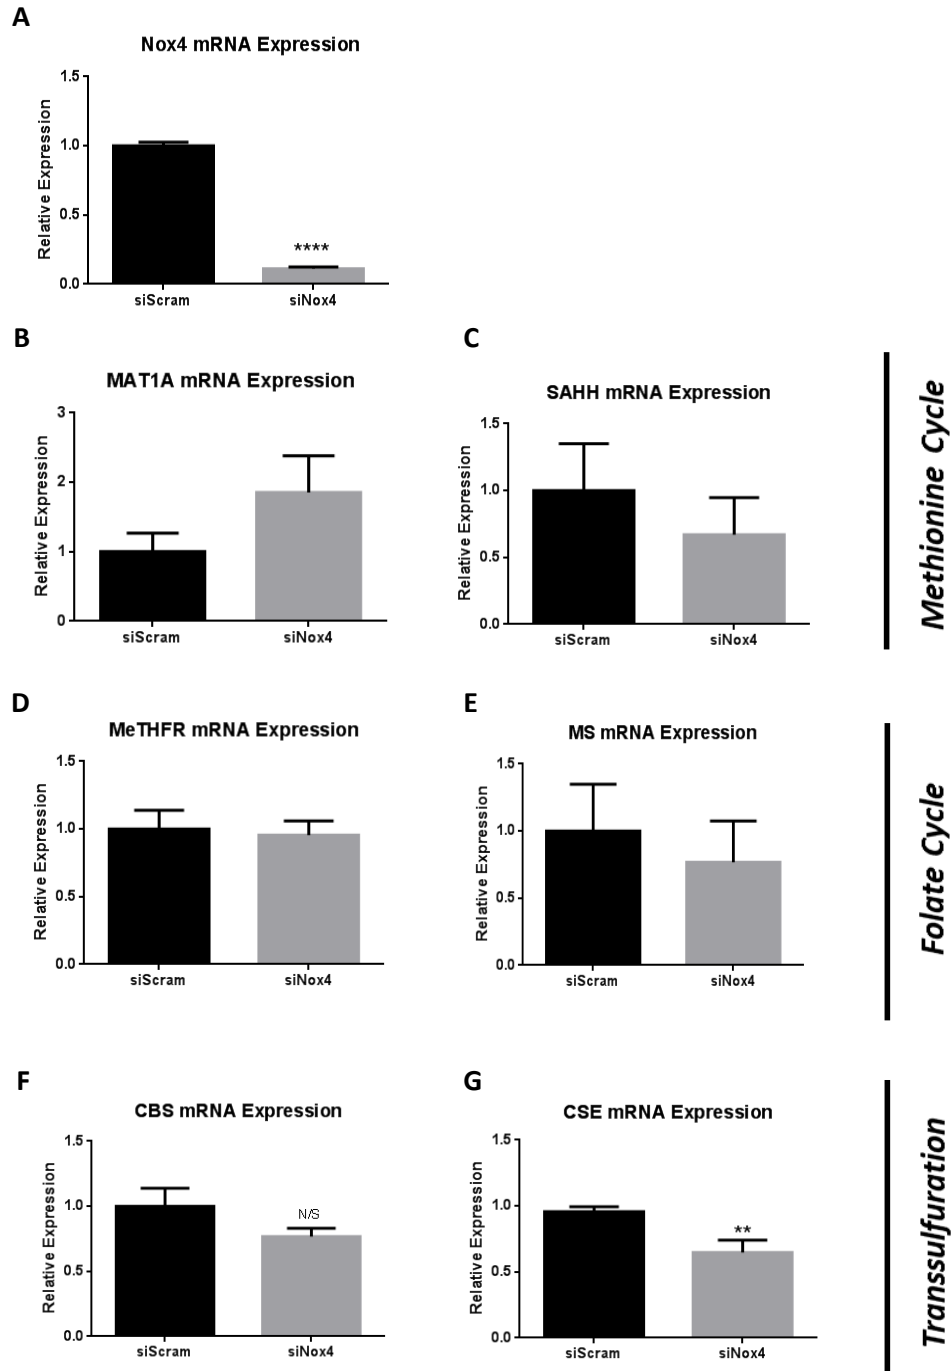 A
Nox4 mRNA Expression
Relative Expression
1.5
1.0
0.5
0.0
****
siScram
siNox4
B
MAT1A mRNA Expression
Relative Expression
3
2
1
0
siScram
siNox4
C
SAHH mRNA Expression
Relative Expression
1.5
1.0
0.5
0.0
siScram
siNox4
Methionine Cycle
D
MeTHFR mRNA Expression
Relative Expression
1.5
1.0
0.5
0.0
siScram
siNox4
E
MS mRNA Expression
Relative Expression
1.5
1.0
0.5
0.0
siScram
siNox4
Folate Cycle
F
CBS mRNA Expression
Relative Expression
1.5
1.0
0.5
0.0
N/S
siScram
siNox4
G
CSE mRNA Expression
Relative Expression
1.5
1.0
0.5
0.0
**
siScram
siNox4
Transsulfuration